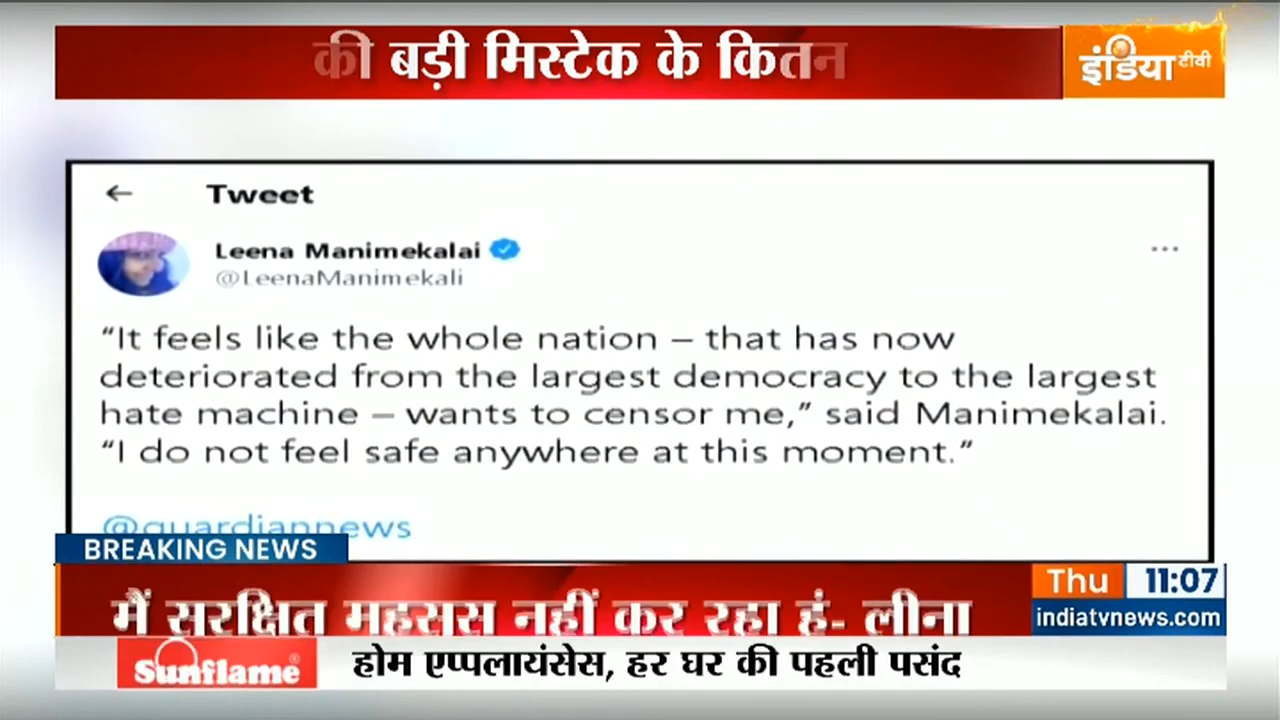 की बड़ी मिस्टेक के कितन
इंडिया टीवी
Tweet
Leena Manimekalai
@LeenaManimekali
“It feels like the whole nation – that has now
deteriorated from the largest democracy to the largest
hate machine – wants to censor me,” said Manimekalai.
“I do not feel safe anywhere at this moment.”
@guardiannews
BREAKING NEWS
मैं सुरक्षित महसूस नहीं कर रहा हूं- लीना
Thu 11:07
indiatvnews.com
Sunflame
होम एप्पलायंसेस, हर घर की पहली पसंद